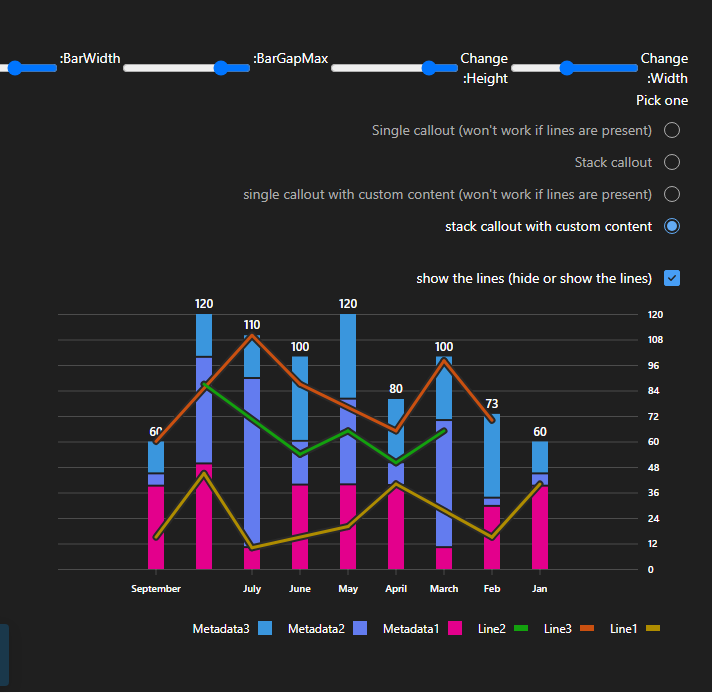 :BarWidth
:BarGapMax
Change
:Height
Change
:Width
Pick one
Single callout (won't work if lines are present)
Stack callout
single callout with custom content (won't work if lines are present)
stack callout with custom content
show the lines (hide or show the lines)
120
120
110
100
100
80
73
60
60
120
108
96
84
72
60
48
36
24
12
0
September
July
June
May
April
March
Feb
Jan
Metadata3
Metadata2
Metadata1
Line2
Line3
Line1